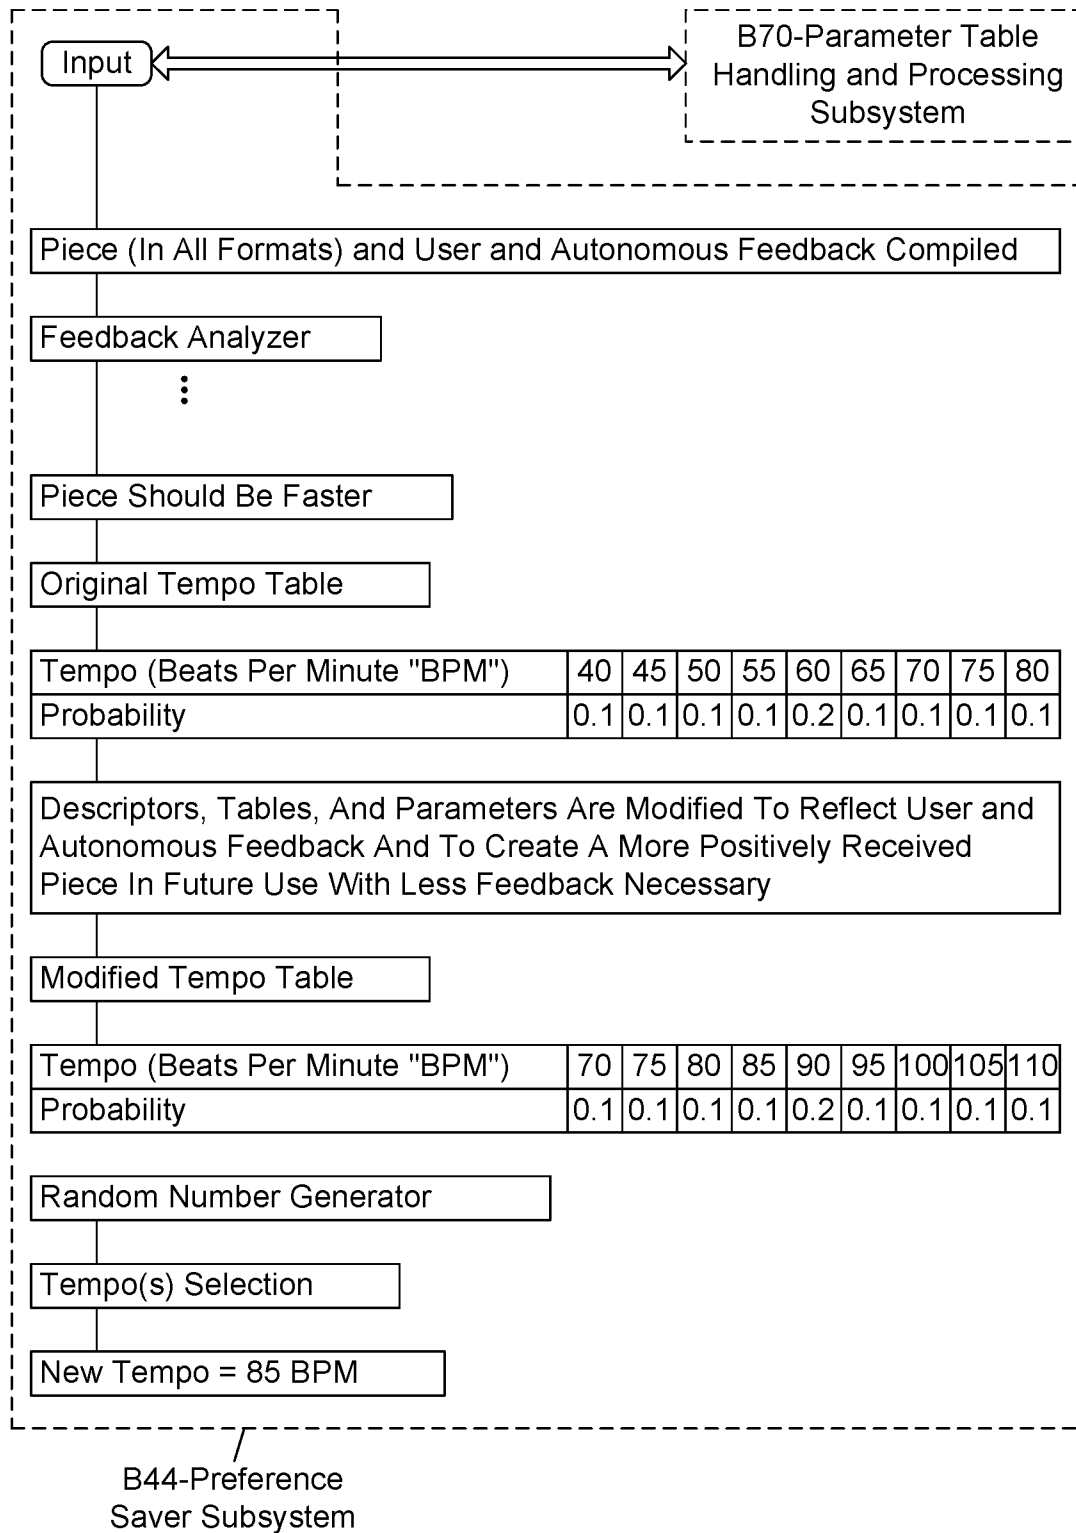 B70-Parameter Table
Handling and Processing
Subsystem
Input
Piece (In All Formats) and User and Autonomous Feedback Compiled
Feedback Analyzer
Piece Should Be Faster
Original Tempo Table
Tempo (Beats Per Minute "BPM") 40 45 50 55 60 65 70 75 80
Probability 0.1 0.1 0.1 0.1 0.2 0.1 0.1 0.1 0.1
Descriptors, Tables, And Parameters Are Modified To Reflect User and
Autonomous Feedback And To Create A More Positively Received
Piece In Future Use With Less Feedback Necessary
Modified Tempo Table
Tempo (Beats Per Minute "BPM") 70 75 80 85 90 95 100 105 110
Probability 0.1 0.1 0.1 0.1 0.2 0.1 0.1 0.1 0.1
Random Number Generator
Tempo(s) Selection
New Tempo = 85 BPM
B44-Preference
Saver Subsystem